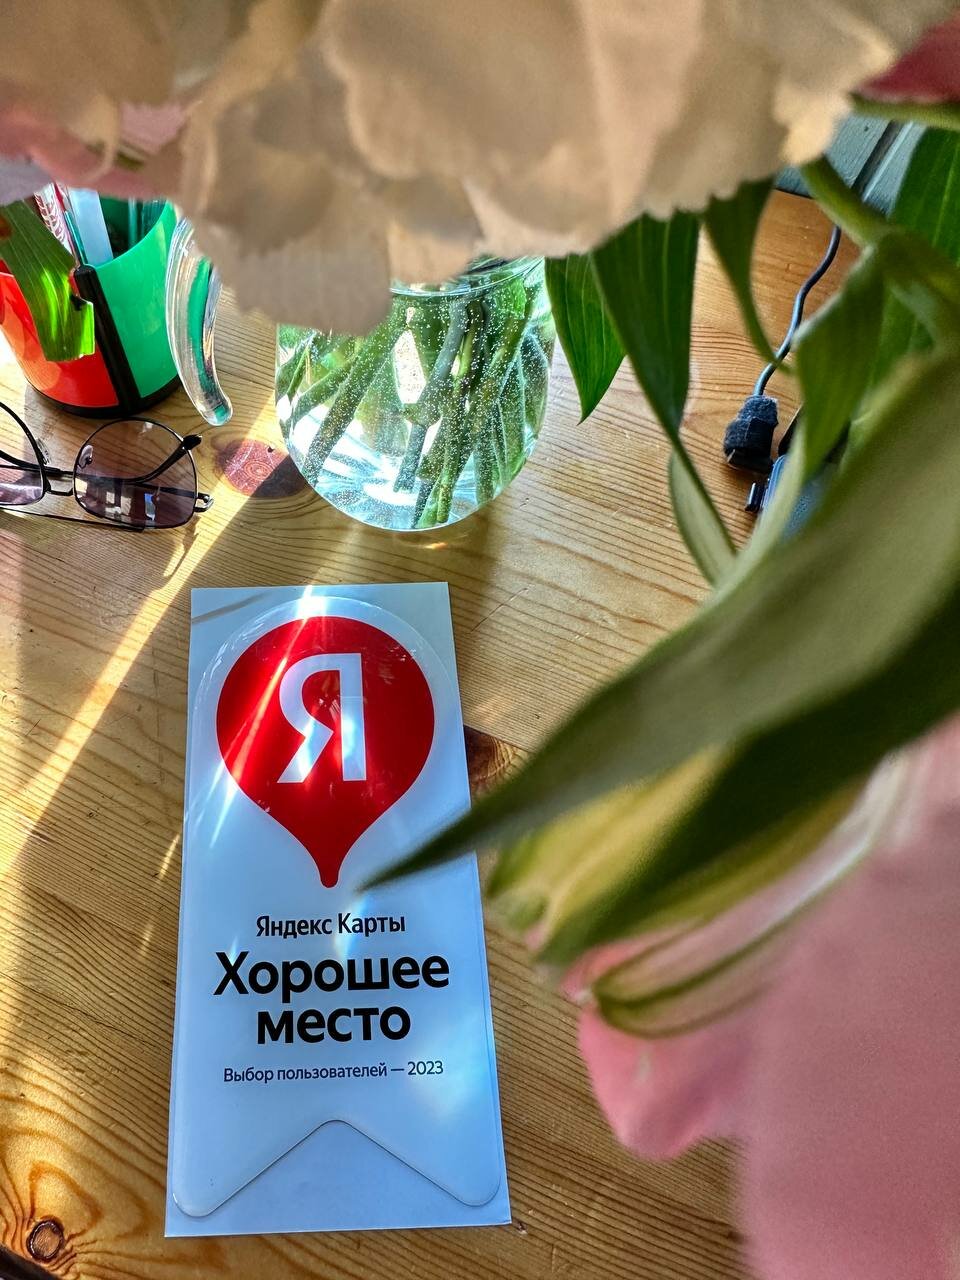 Я
Яндекс Карты
Хорошее
место
Выбор пользователей — 2023